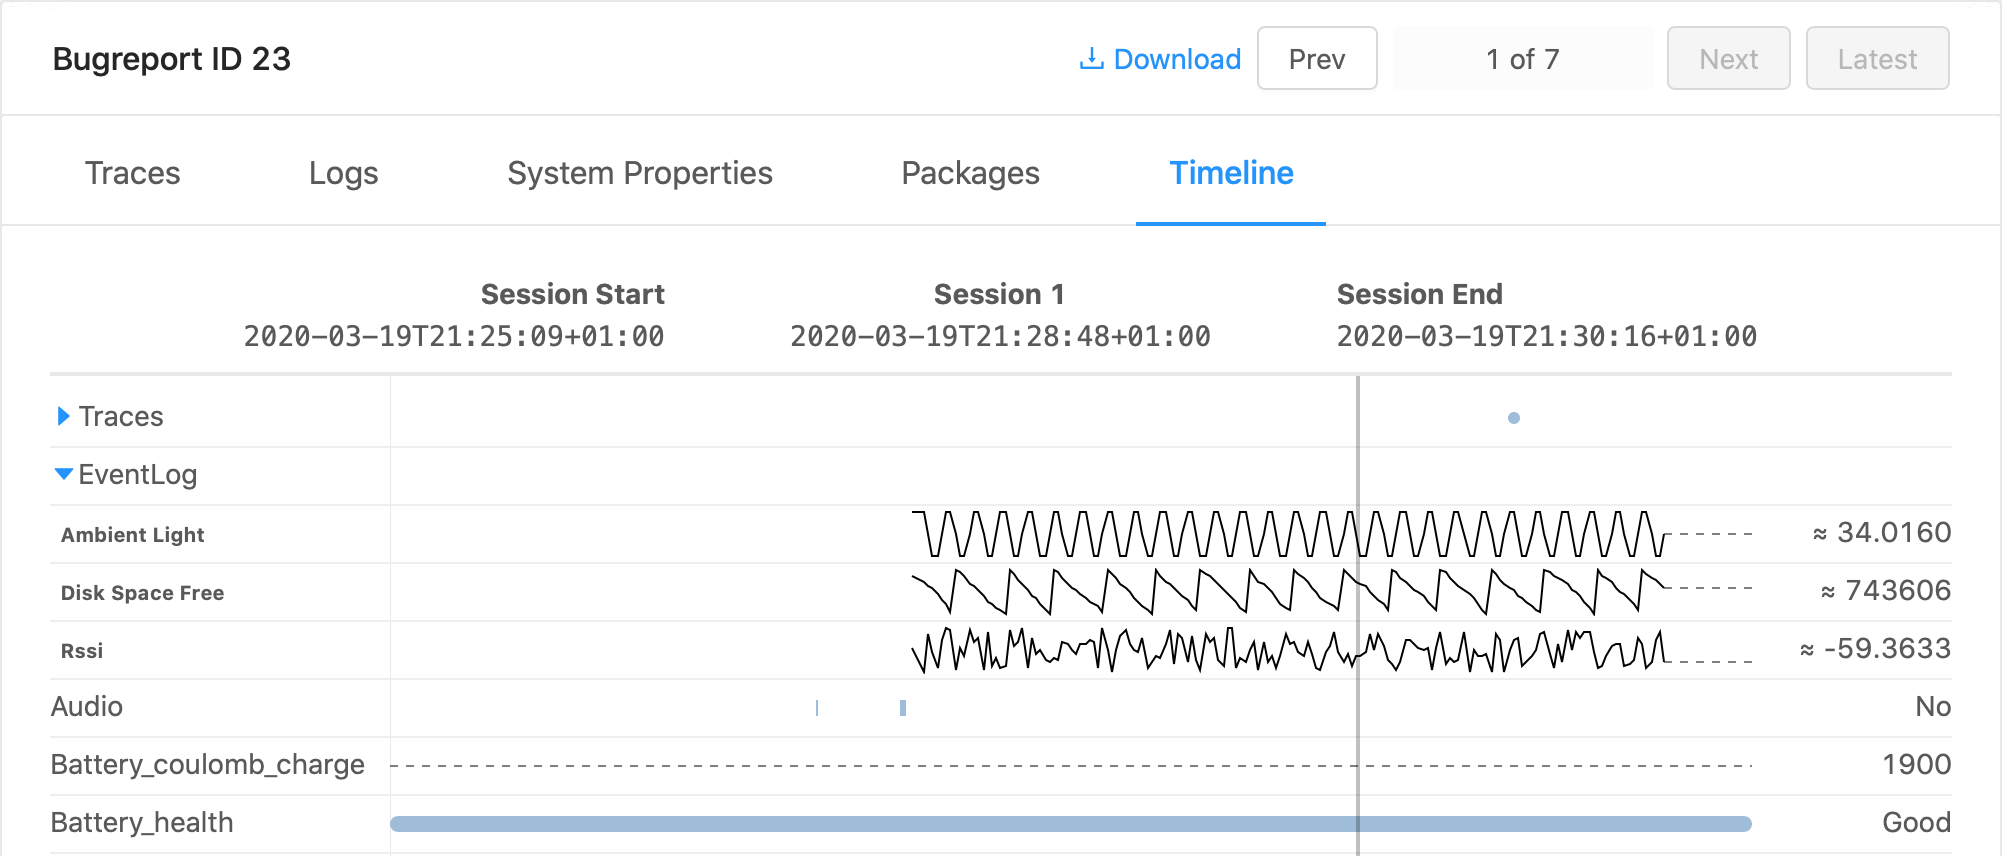 Bugreport ID 23
Download
Prev
1 of 7
Next
Latest
Traces
Logs
System Properties
Packages
Timeline
Session Start
2020-03-19T21:25:09+01:00
Session 1
2020-03-19T21:28:48+01:00
Session End
2020-03-19T21:30:16+01:00
Traces
EventLog
Ambient Light
≈ 34.0160
Disk Space Free
≈ 743606
Rssi
≈ -59.3633
Audio
No
Battery_coulomb_charge
1900
Battery_health
Good